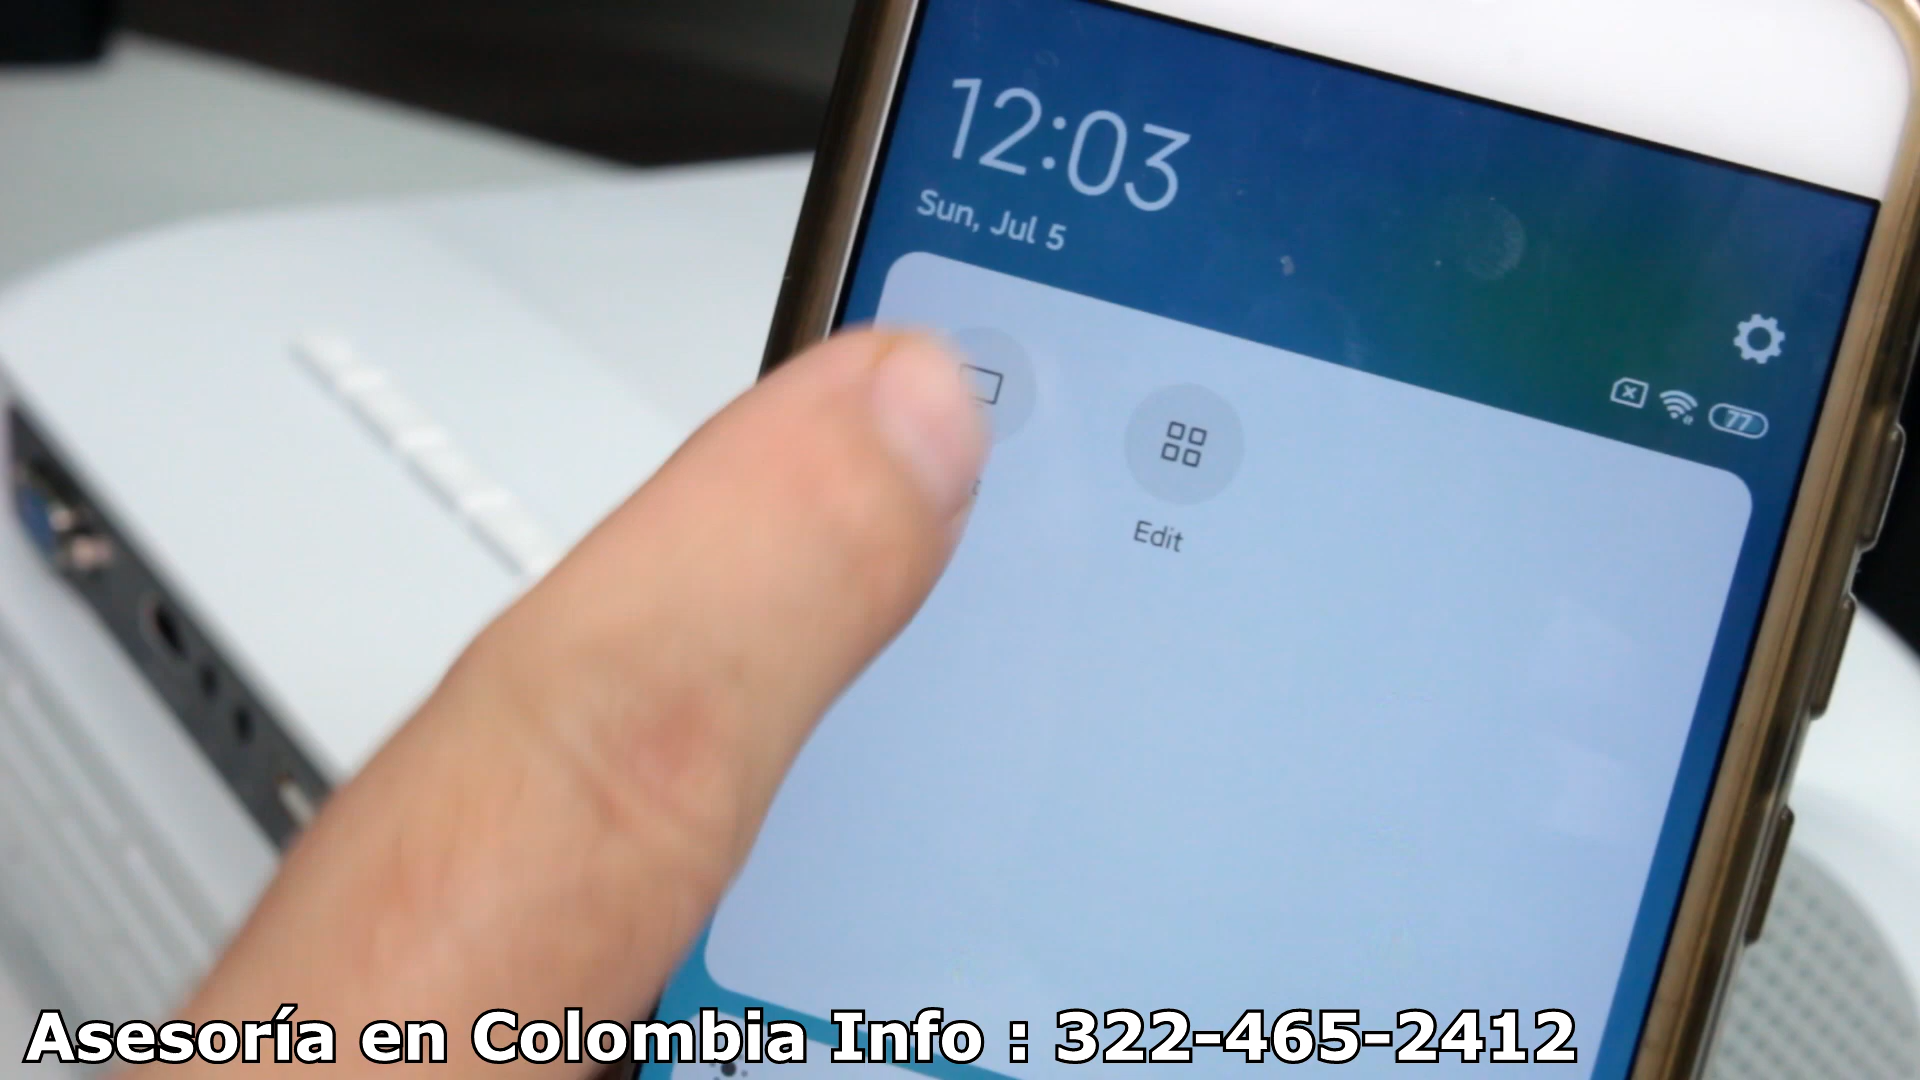 12:03
Sun, Jul 5
77
Edit
Asesoría en Colombia Info : 322-465-2412